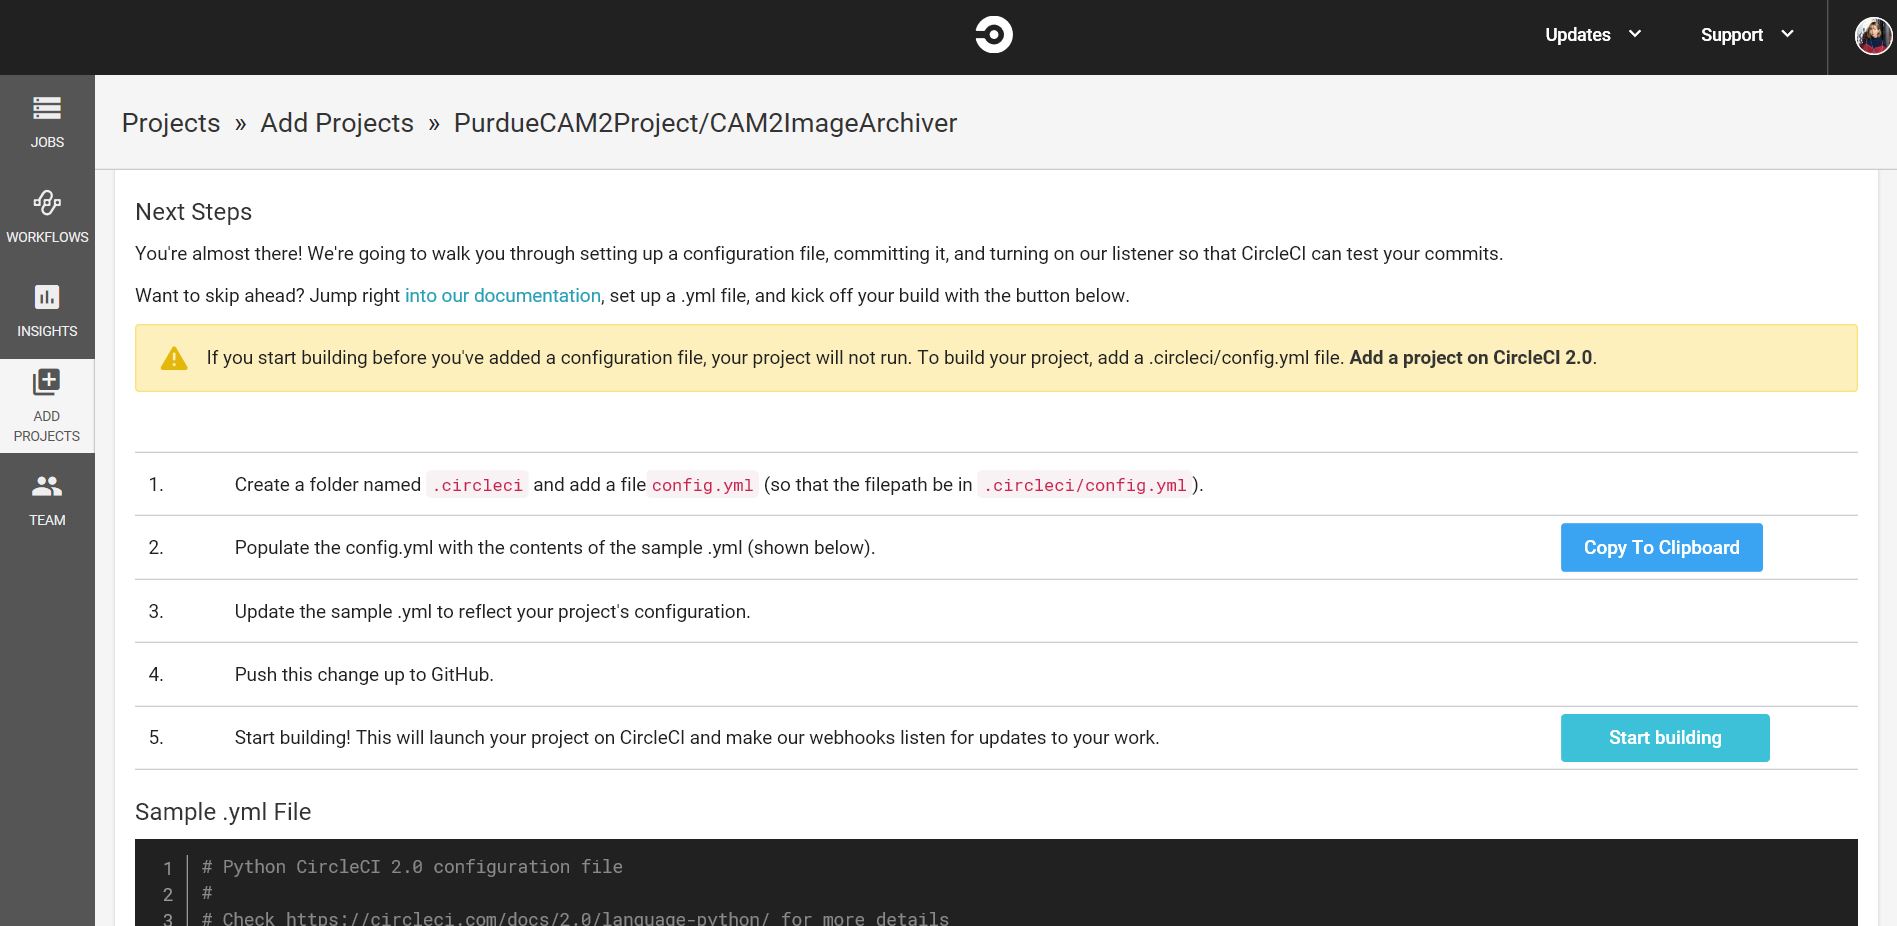 Updates
Support
JOBS
WORKFLOWS
INSIGHTS
ADD
PROJECTS
TEAM
Projects » Add Projects » PurdueCAM2Project/CAM2ImageArchiver
Next Steps
You're almost there! We're going to walk you through setting up a configuration file, committing it, and turning on our listener so that CircleCI can test your commits.
Want to skip ahead? Jump right into our documentation, set up a .yml file, and kick off your build with the button below.
If you start building before you've added a configuration file, your project will not run. To build your project, add a .circleci/config.yml file. Add a project on CircleCI 2.0.
1. Create a folder named .circleci and add a file config.yml (so that the filepath be in .circleci/config.yml ).
2. Populate the config.yml with the contents of the sample .yml (shown below). Copy To Clipboard
3. Update the sample .yml to reflect your project's configuration.
4. Push this change up to GitHub.
5. Start building! This will launch your project on CircleCI and make our webhooks listen for updates to your work. Start building
Sample .yml File
1 # Python CircleCI 2.0 configuration file
2 #
3 # Check https://circleci.com/docs/2.0/language-python/ for more details